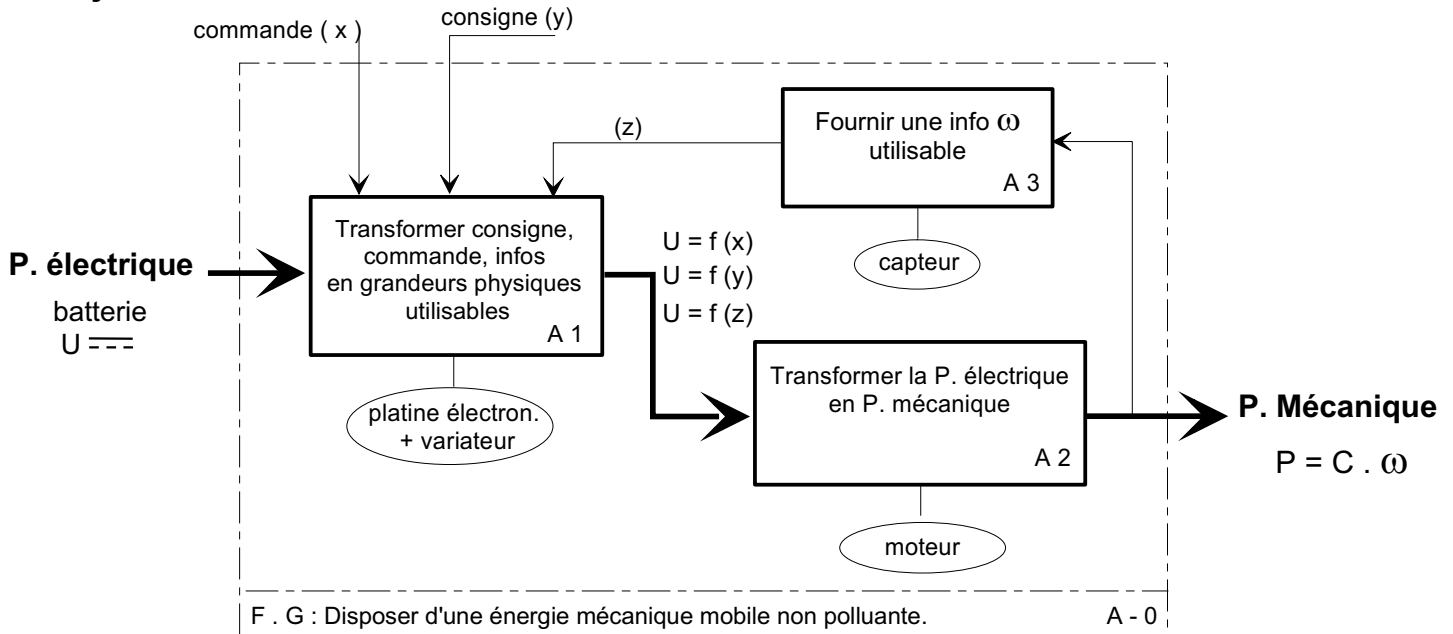 commande ( x )
consigne (y)
(z)
Fournir une info ω
utilisable
A 3
capteur
Transformer consigne,
commande, infos
en grandeurs physiques
utilisables
A 1
P. électrique
batterie
U
platine électron.
+ variateur
U = f (x)
U = f (y)
U = f (z)
Transformer la P. électrique
en P. mécanique
A 2
moteur
P. Mécanique
P = C . ω
F . G : Disposer d'une énergie mécanique mobile non polluante.
A - 0